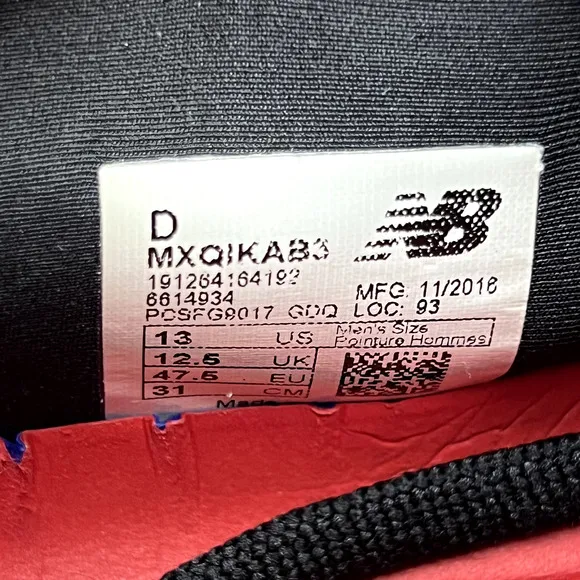 D
NB
MXQIKAB3
191264164192
6614934
MFG: 11/2018
PCSFG9017 GDQ LOC: 93
13 US Men's Size
Pointure Hommes
12.5 UK
47.5 EU
31 CM